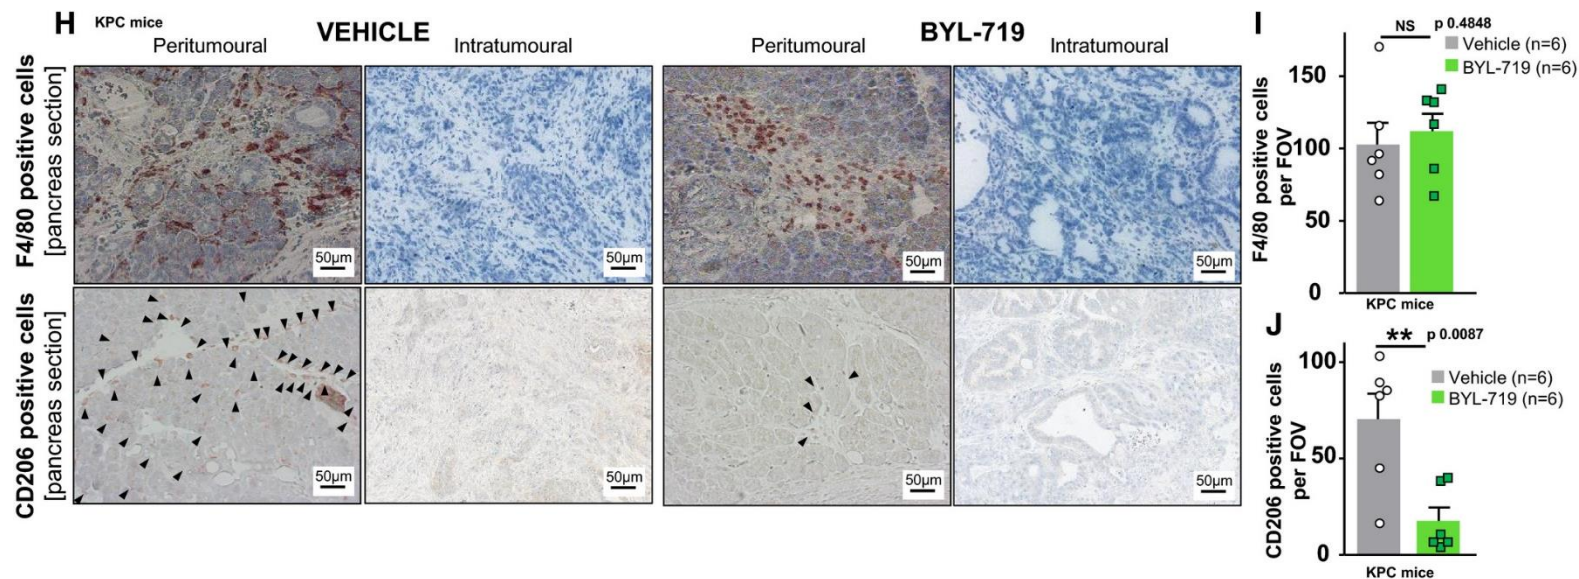 H
KPC mice
VEHICLE
BYL-719
Peritumoural
Intratumoural
Peritumoural
Intratumoural
F4/80 positive cells
[pancreas section]
50µm
50µm
50µm
50µm
CD206 positive cells
[pancreas section]
50µm
50µm
50µm
50µm
I
NS
p 0.4848
Vehicle (n=6)
BYL-719 (n=6)
F4/80 positive cells
per FOV
150
100
50
0
KPC mice
J
**
p 0.0087
Vehicle (n=6)
BYL-719 (n=6)
CD206 positive cells
per FOV
100
50
0
KPC mice